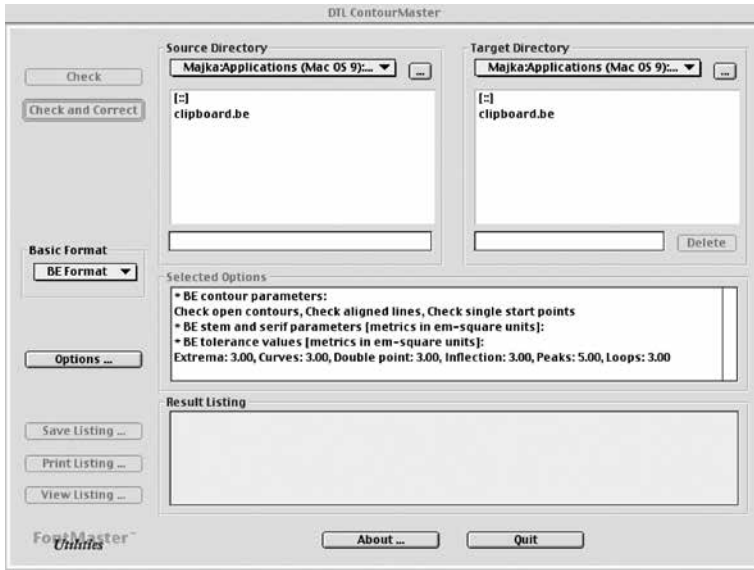 DTL ContourMaster
Check
Check and Correct
Basic Format
BE Format
Options ...
Save Listing ...
Print Listing ...
View Listing ...
FontMaster™
Utilities
Source Directory
Majka:Applications (Mac OS 9):...
...
[::]
clipboard.be
Target Directory
Majka:Applications (Mac OS 9):...
...
[::]
clipboard.be
Delete
Selected Options
* BE contour parameters:
Check open contours, Check aligned lines, Check single start points
* BE stem and serif parameters [metrics in em-square units]:
* BE tolerance values [metrics in em-square units]:
Extrema: 3.00, Curves: 3.00, Double point: 3.00, Inflection: 3.00, Peaks: 5.00, Loops: 3.00
Result Listing
About ...
Quit